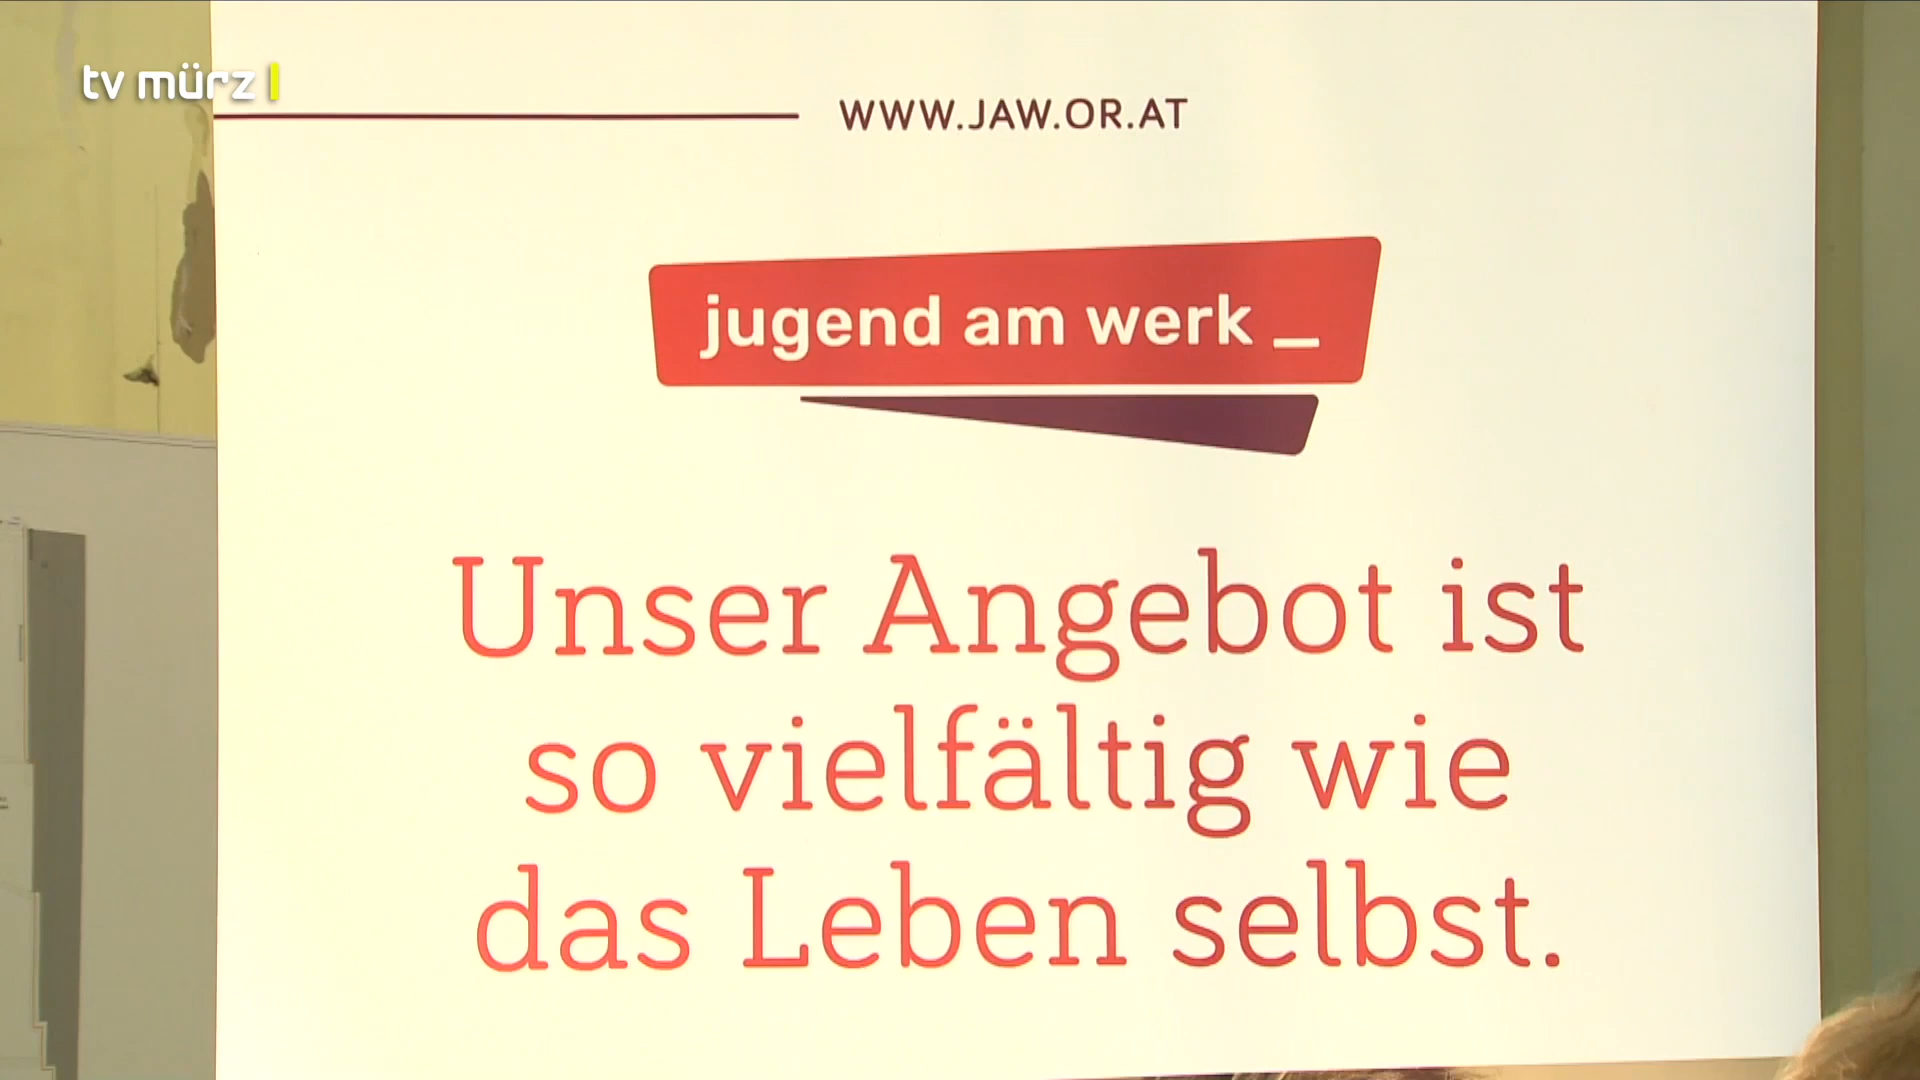 tv mürz
WWW.JAW.OR.AT
jugend am werk _
Unser Angebot ist
so vielfältig wie
das Leben selbst.